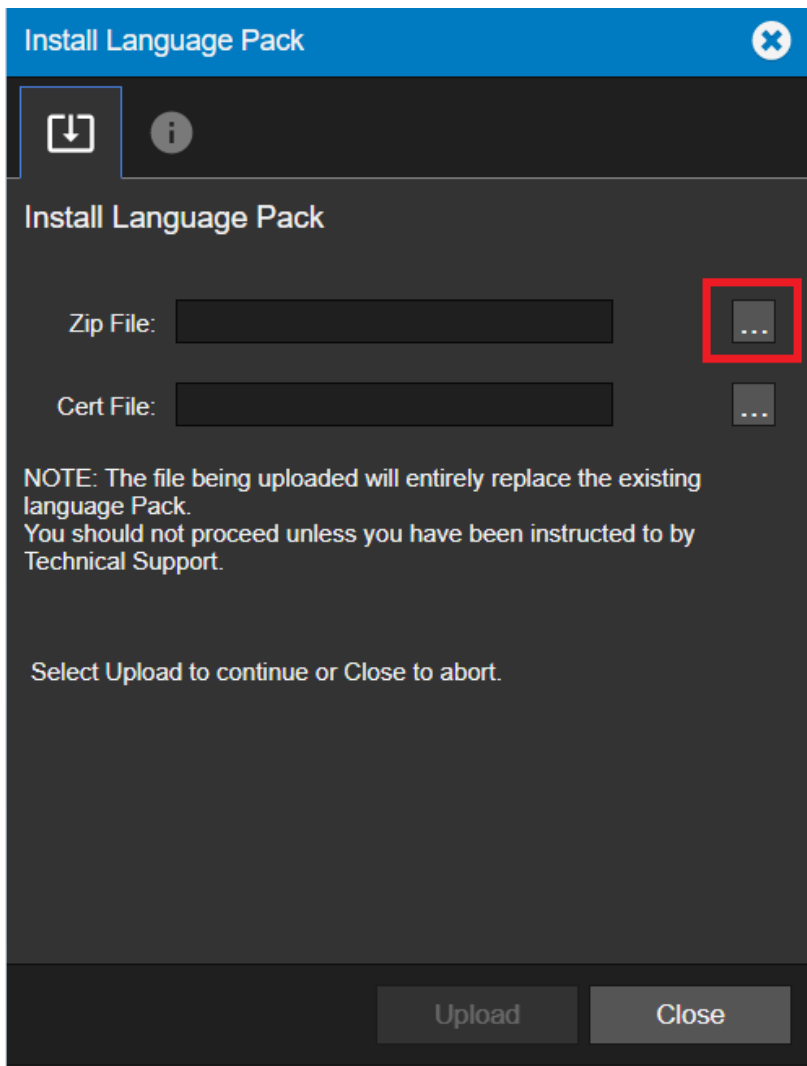 Install Language Pack
Install Language Pack
Zip File:
...
Cert File:
...
NOTE: The file being uploaded will entirely replace the existing
language Pack.
You should not proceed unless you have been instructed to by
Technical Support.
Select Upload to continue or Close to abort.
Upload
Close